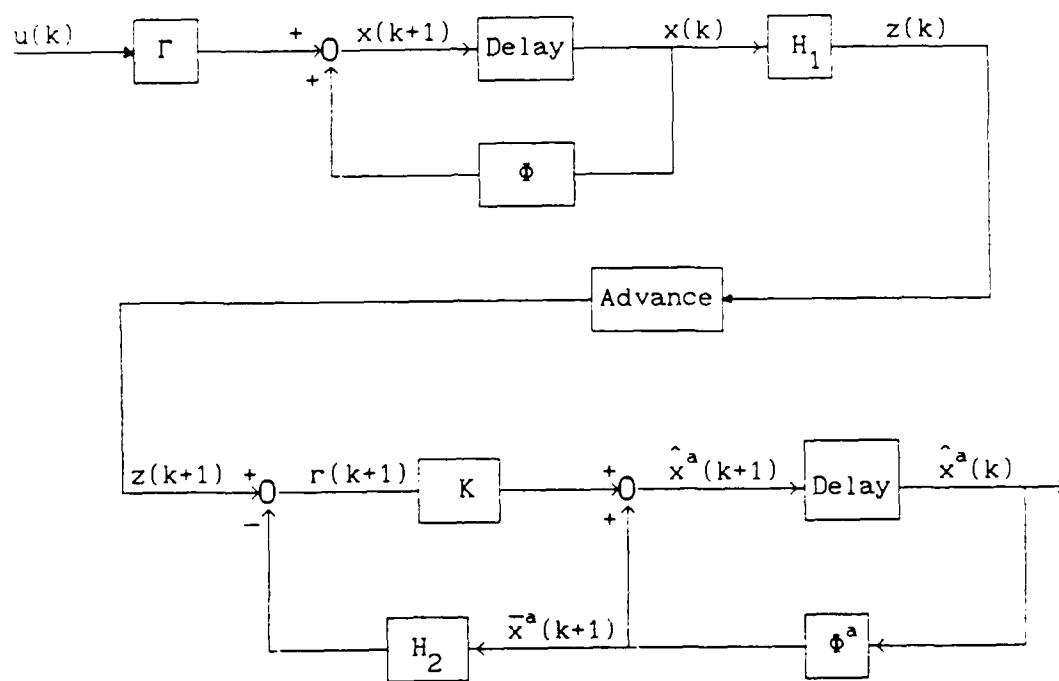 u(k)
Γ
+
x(k+1)
Delay
x(k)
H₁
z(k)
+
Φ
Advance
z(k+1)
+
r(k+1)
K
+
x̂ᵃ(k+1)
Delay
x̂ᵃ(k)
−
+
H₂
x̄ᵃ(k+1)
Φᵃ